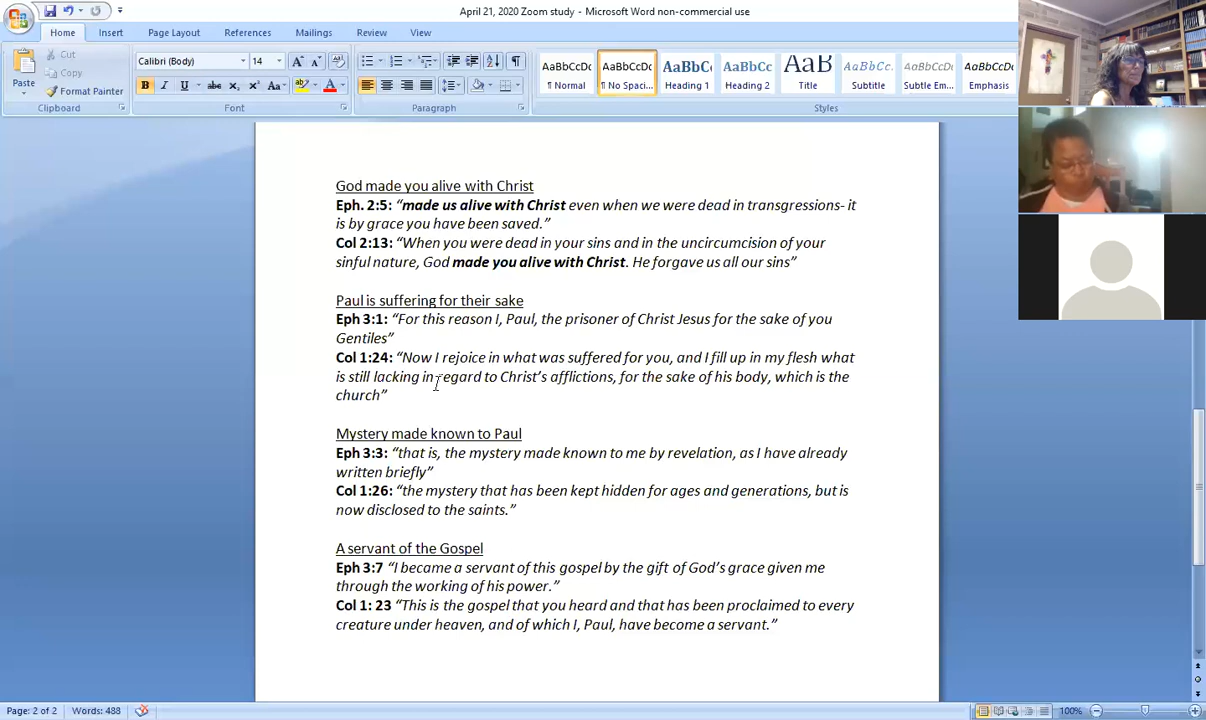 April 21, 2020 Zoom study - Microsoft Word non-commercial use
Home Insert Page Layout References Mailings Review View
Cut
Copy
Format Painter
Paste
Clipboard
Calibri (Body) 14
Font
Paragraph
AaBbCcDc AaBbCcDc AaBbC AaBbCc AaB AaBbCc AaBbCcDc AaBbCcDc
¶ Normal ¶ No Spaci... Heading 1 Heading 2 Title Subtitle Subtle Em... Emphasis
Styles
God made you alive with Christ
Eph. 2:5: “made us alive with Christ even when we were dead in transgressions- it
is by grace you have been saved.”
Col 2:13: “When you were dead in your sins and in the uncircumcision of your
sinful nature, God made you alive with Christ. He forgave us all our sins”
Paul is suffering for their sake
Eph 3:1: “For this reason I, Paul, the prisoner of Christ Jesus for the sake of you
Gentiles”
Col 1:24: “Now I rejoice in what was suffered for you, and I fill up in my flesh what
is still lacking in regard to Christ’s afflictions, for the sake of his body, which is the
church”
Mystery made known to Paul
Eph 3:3: “that is, the mystery made known to me by revelation, as I have already
written briefly”
Col 1:26: “the mystery that has been kept hidden for ages and generations, but is
now disclosed to the saints.”
A servant of the Gospel
Eph 3:7 “I became a servant of this gospel by the gift of God’s grace given me
through the working of his power.”
Col 1: 23 “This is the gospel that you heard and that has been proclaimed to every
creature under heaven, and of which I, Paul, have become a servant.”
Page: 2 of 2 Words: 488 100%